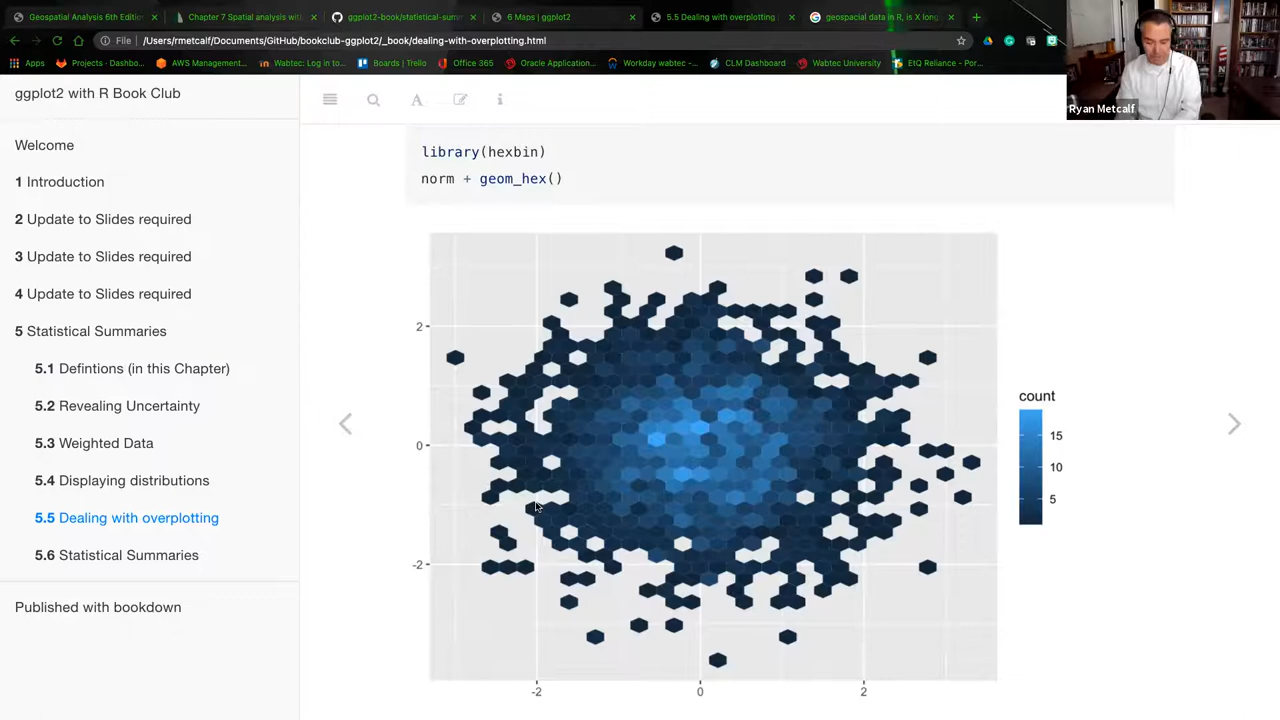 Geospatial Analysis 6th Edition
Chapter 7 Spatial analysis with
ggplot2-book/statistical-summ
6 Maps | ggplot2
5.5 Dealing with overplotting
geospacial data in R, is X long
File
/Users/rmetcalf/Documents/GitHub/bookclub-ggplot2/_book/dealing-with-overplotting.html
Apps
Projects · Dashbo...
AWS Management...
Wabtec: Log in to...
Boards | Trello
Office 365
Oracle Application...
Workday wabtec -...
CLM Dashboard
Wabtec University
EtQ Reliance - Por...
Ryan Metcalf
ggplot2 with R Book Club
Welcome
1 Introduction
2 Update to Slides required
3 Update to Slides required
4 Update to Slides required
5 Statistical Summaries
5.1 Defintions (in this Chapter)
5.2 Revealing Uncertainty
5.3 Weighted Data
5.4 Displaying distributions
5.5 Dealing with overplotting
5.6 Statistical Summaries
Published with bookdown
library(hexbin)
norm + geom_hex()
2
0
-2
-2 0 2
count
15
10
5